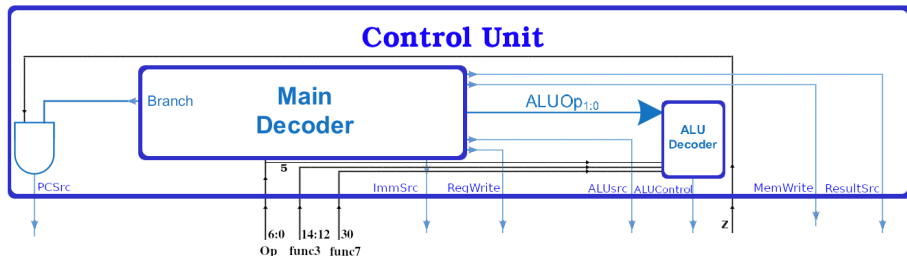 Control Unit
Branch
Main
Decoder
ALUOp1:0
ALU
Decoder
5
PCSrc
ImmSrc
ReqWrite
ALUsrc
ALUControl
MemWrite
ResultSrc
6:0
14:12
30
Z
Op
func3
func7